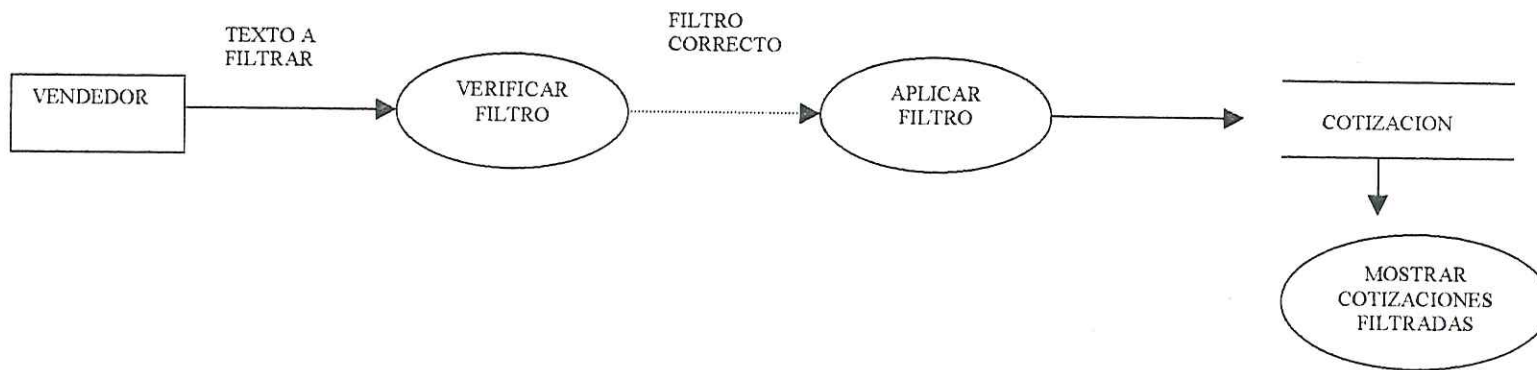 TEXTO A
FILTRAR
FILTRO
CORRECTO
VENDEDOR
VERIFICAR
FILTRO
APLICAR
FILTRO
COTIZACION
MOSTRAR
COTIZACIONES
FILTRADAS